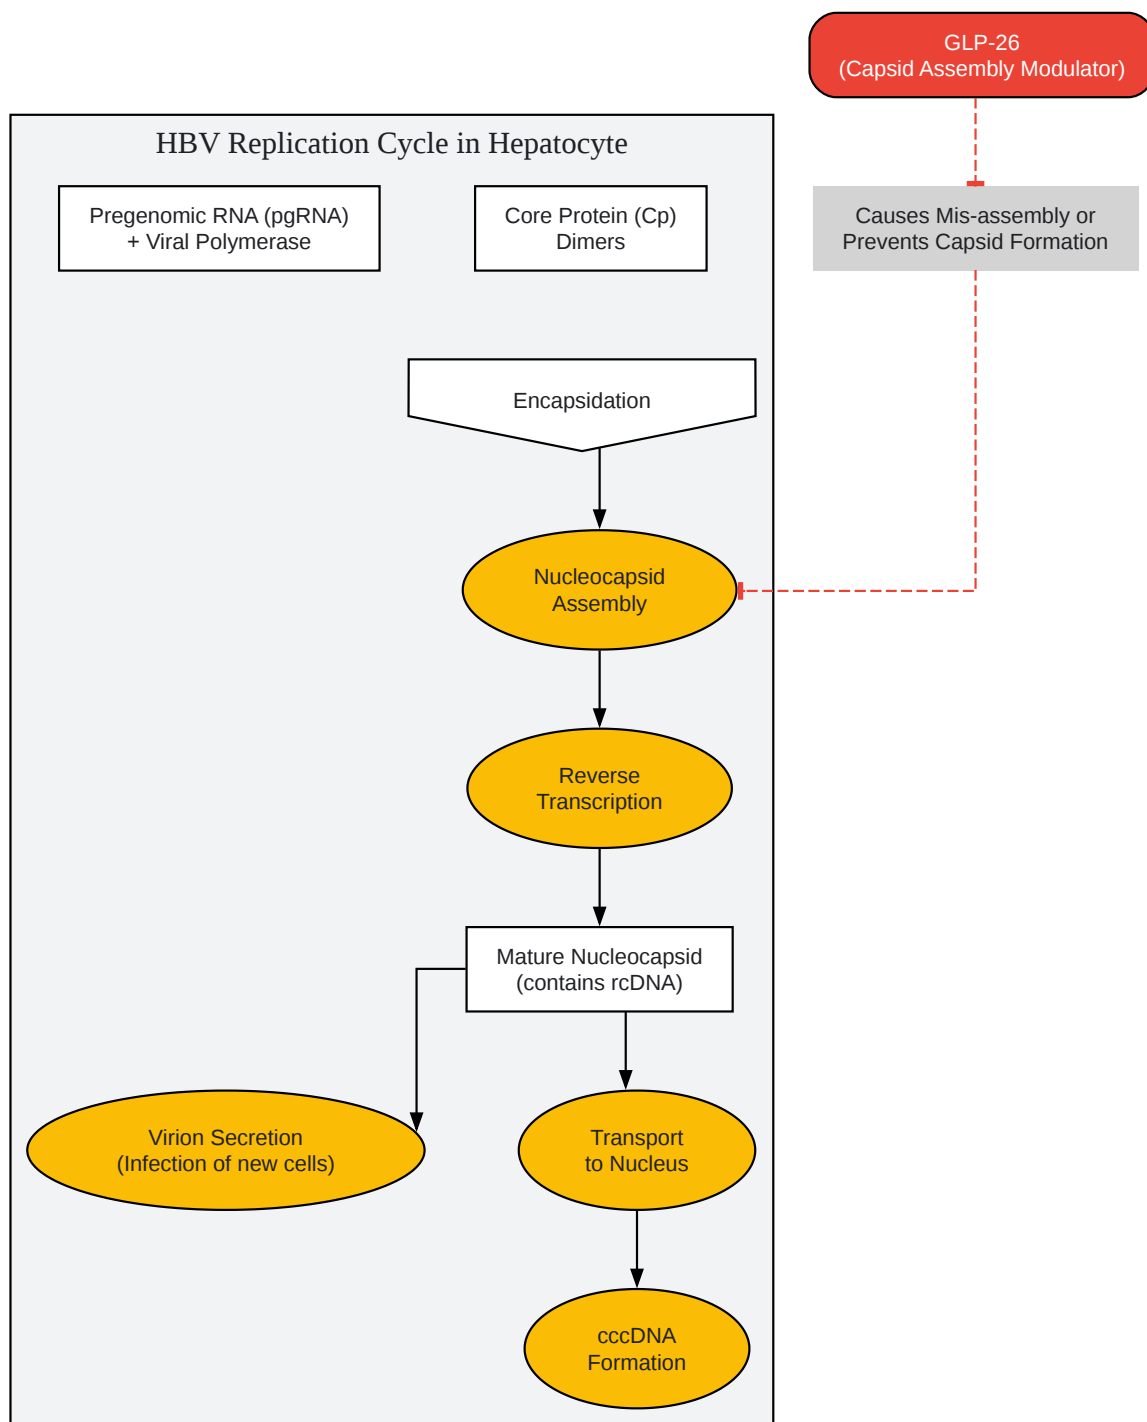 GLP-26
(Capsid Assembly Modulator)
HBV Replication Cycle in Hepatocyte
Pregenomic RNA (pgRNA)
+ Viral Polymerase
Core Protein (Cp)
Dimers
Causes Mis-assembly or
Prevents Capsid Formation
Encapsidation
Nucleocapsid
Assembly
Reverse
Transcription
Mature Nucleocapsid
(contains rcDNA)
Virion Secretion
(Infection of new cells)
Transport
to Nucleus
cccDNA
Formation